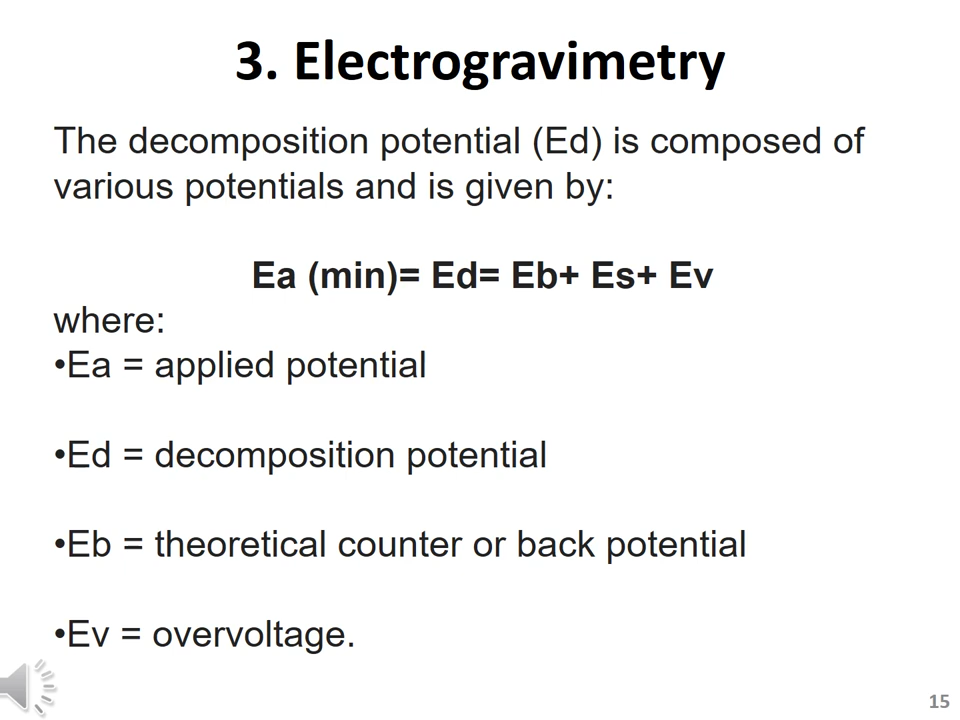 3. Electrogravimetry
The decomposition potential (Ed) is composed of
various potentials and is given by:
Ea (min)= Ed= Eb+ Es+ Ev
where:
•Ea = applied potential
•Ed = decomposition potential
•Eb = theoretical counter or back potential
•Ev = overvoltage.
15